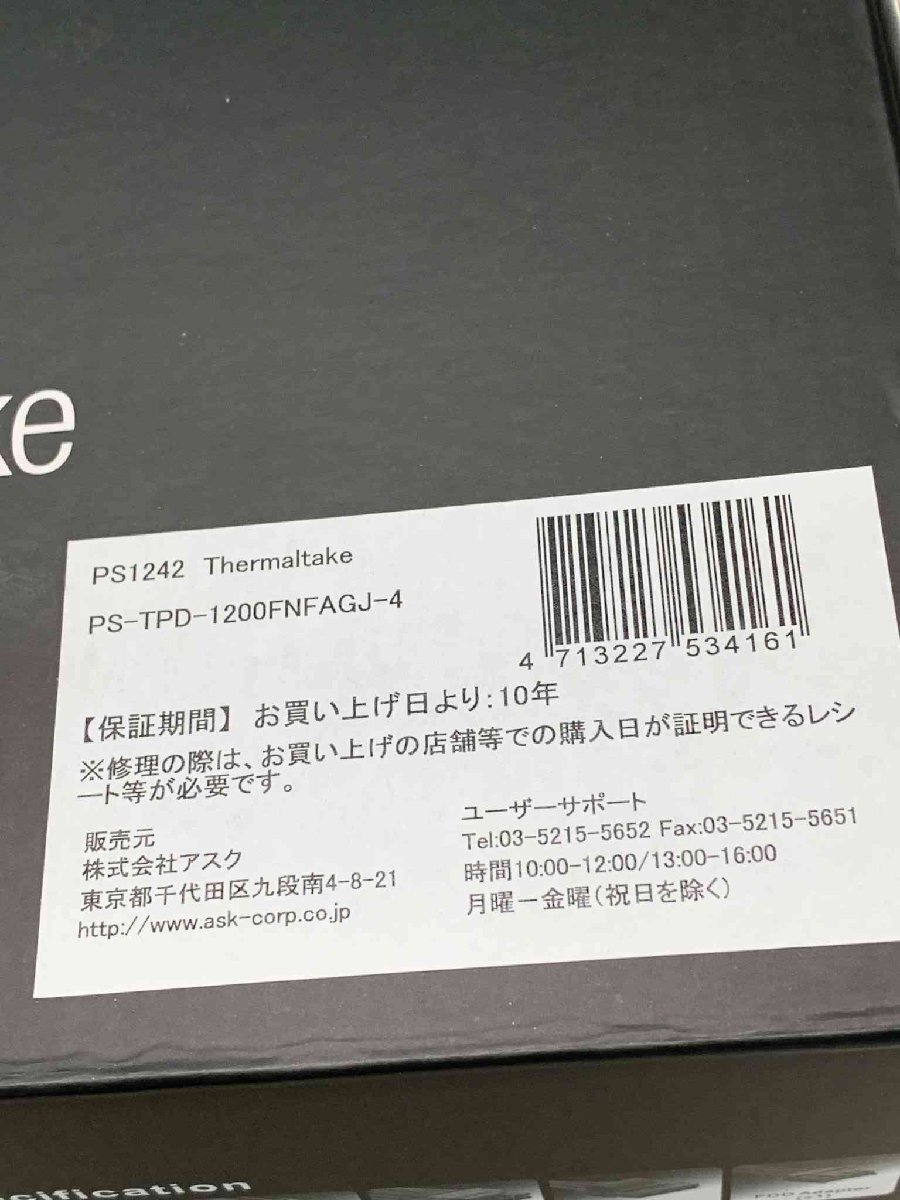 ke
PS1242 Thermaltake
PS-TPD-1200FNFAGJ-4
4 713227 534161
【保証期間】 お買い上げ日より:10年
※修理の際は、お買い上げの店舗等での購入日が証明できるレシ
ート等が必要です。
販売元
株式会社アスク
東京都千代田区九段南4-8-21
http://www.ask-corp.co.jp
ユーザーサポート
Tel:03-5215-5652 Fax:03-5215-5651
時間10:00-12:00/13:00-16:00
月曜ー金曜(祝日を除く)
cification